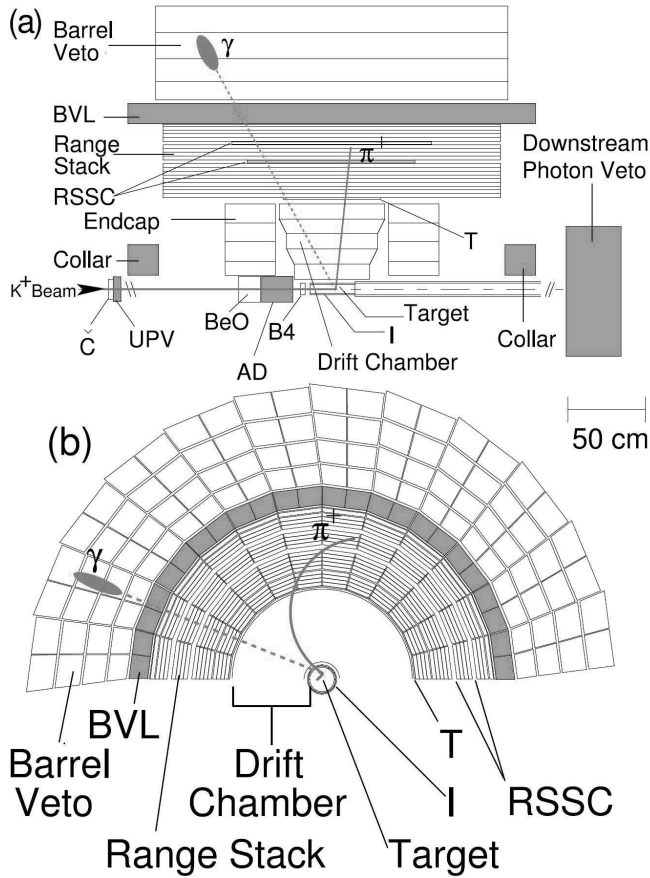 (a)
Barrel
Veto
γ
BVL
Range
Stack
π+
RSSC
Endcap
T
Downstream
Photon Veto
Collar
K+ Beam
Č
UPV
BeO
AD
B4
I
Target
Drift Chamber
Collar
50 cm
(b)
π+
γ
BVL
Barrel
Veto
Range Stack
Drift
Chamber
Target
I
T
RSSC